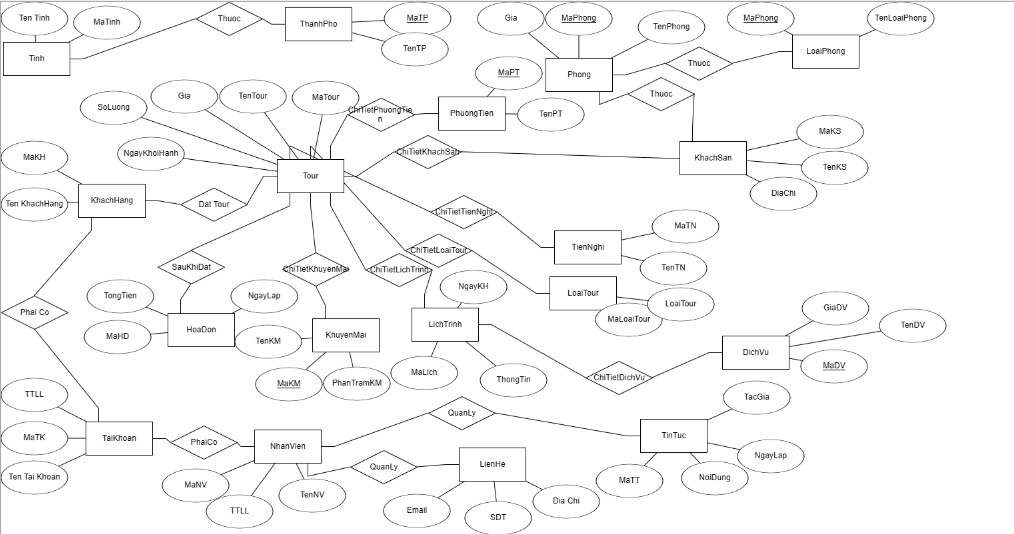 Ten Tinh
MaTinh
Thuoc
ThanhPho
MaTP
TenTP
Tinh
Gia
MaPhong
TenPhong
MaPhong
TenLoaiPhong
LoaiPhong
Thuoc
Phong
Thuoc
MaPT
PhuongTien
TenPT
SoLuong
Gia
TenTour
MaTour
ChiTietPhuongTie
n
NgayKhoiHanh
ChiTietKhachSan
KhachSan
MaKS
TenKS
DiaChi
MaKH
Ten KhachHang
KhachHang
Dat Tour
Tour
ChiTietTienNghi
TienNghi
MaTN
TenTN
SauKhiDat
ChiTietKhuyenMai
ChiTietLichTrinh
ChiTietLoaiTour
LoaiTour
LoaiTour
MaLoaiTour
Phai Co
TongTien
NgayLap
MaHD
HoaDon
TenKM
KhuyenMai
MaKM
PhanTramKM
NgayKH
LichTrinh
MaLich
ThongTin
ChiTietDichVu
DichVu
GiaDV
TenDV
MaDV
TTLL
MaTK
Ten Tai Khoan
TaiKhoan
PhaiCo
NhanVien
MaNV
TTLL
TenNV
QuanLy
QuanLy
LienHe
Email
SDT
Dia Chi
TinTuc
TacGia
NgayLap
NoiDung
MaTT